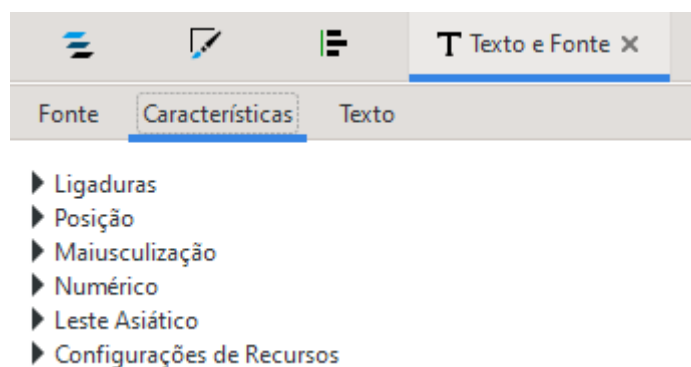 Texto e Fonte
Fonte Características Texto
Ligaduras
Posição
Maiusculização
Numérico
Leste Asiático
Configurações de Recursos